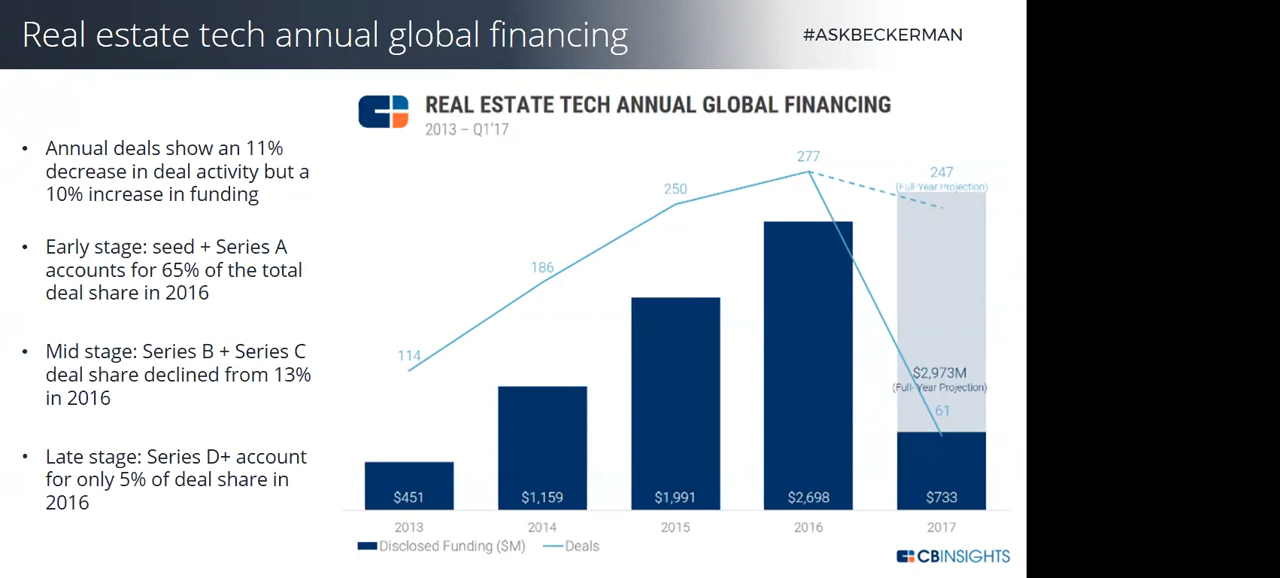 Real estate tech annual global financing
#ASKBECKERMAN
• Annual deals show an 11%
decrease in deal activity but a
10% increase in funding
• Early stage: seed + Series A
accounts for 65% of the total
deal share in 2016
• Mid stage: Series B + Series C
deal share declined from 13%
in 2016
• Late stage: Series D+ account
for only 5% of deal share in
2016
REAL ESTATE TECH ANNUAL GLOBAL FINANCING
2013 – Q1'17
277
247
(Full-Year Projection)
250
186
114
$2,973M
(Full-Year Projection)
61
$451
$1,159
$1,991
$2,698
$733
2013
2014
2015
2016
2017
Disclosed Funding ($M)
Deals
CBINSIGHTS